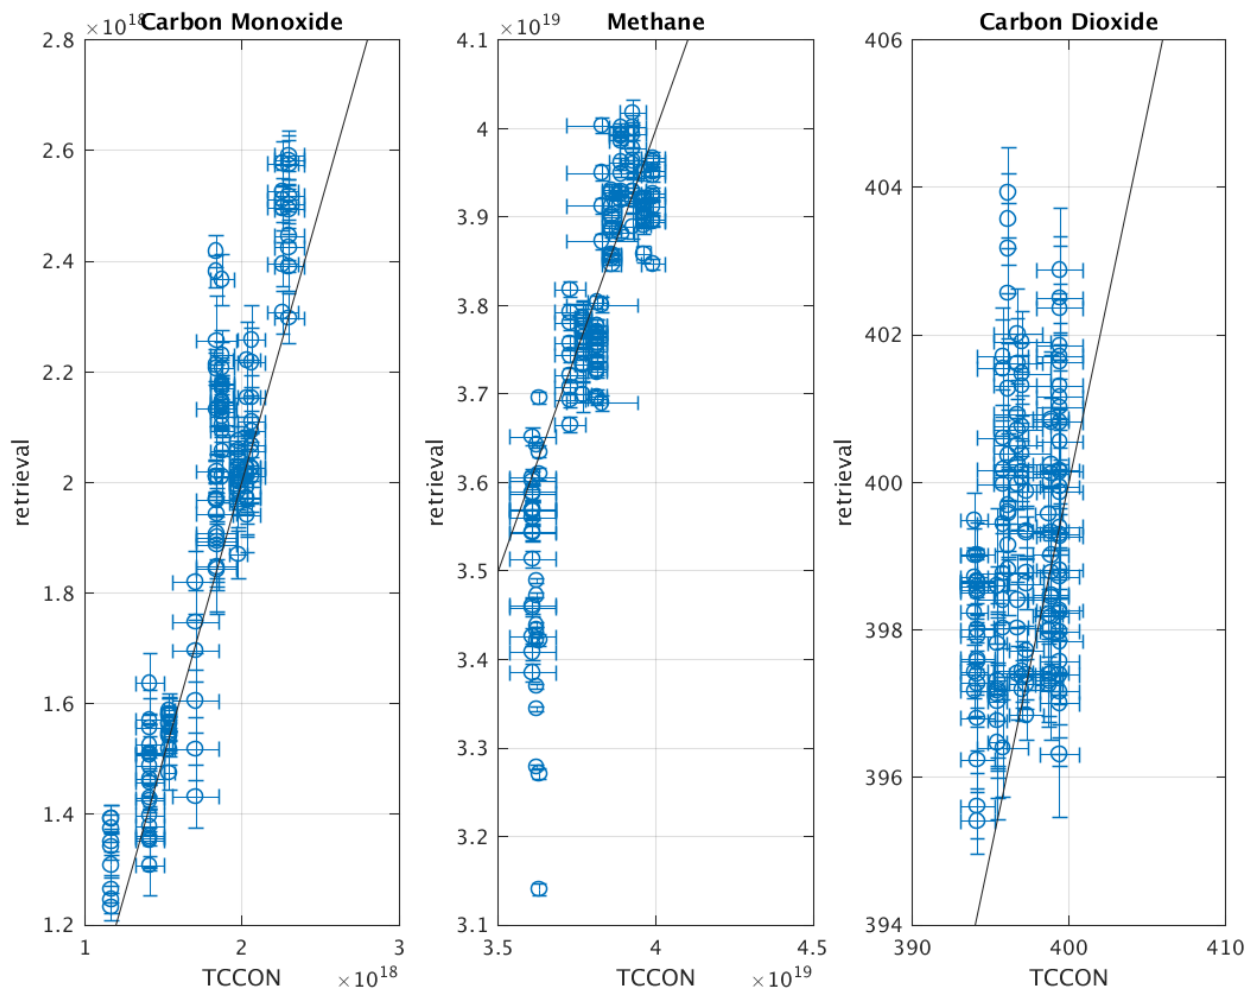 ×10^18 Carbon Monoxide
2.8
2.6
2.4
2.2
2
1.8
1.6
1.4
1.2
retrieval
1 2 3
TCCON ×10^18
×10^19 Methane
4.1
4
3.9
3.8
3.7
3.6
3.5
3.4
3.3
3.2
3.1
retrieval
3.5 4 4.5
TCCON ×10^19
Carbon Dioxide
406
404
402
400
398
396
394
retrieval
390 400 410
TCCON